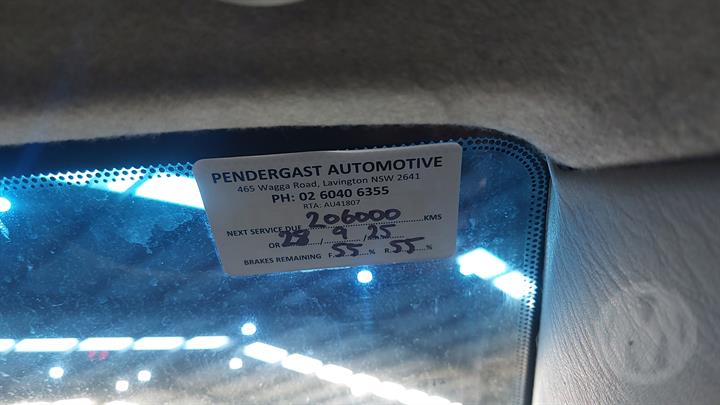 PENDERGAST AUTOMOTIVE
465 Wagga Road, Lavington NSW 2641
PH: 02 6040 6355
RTA: AU41807
NEXT SERVICE DUE 206000 KMS
OR 28 / 9 / 25
BRAKES REMAINING F. 55 % R. 55 %